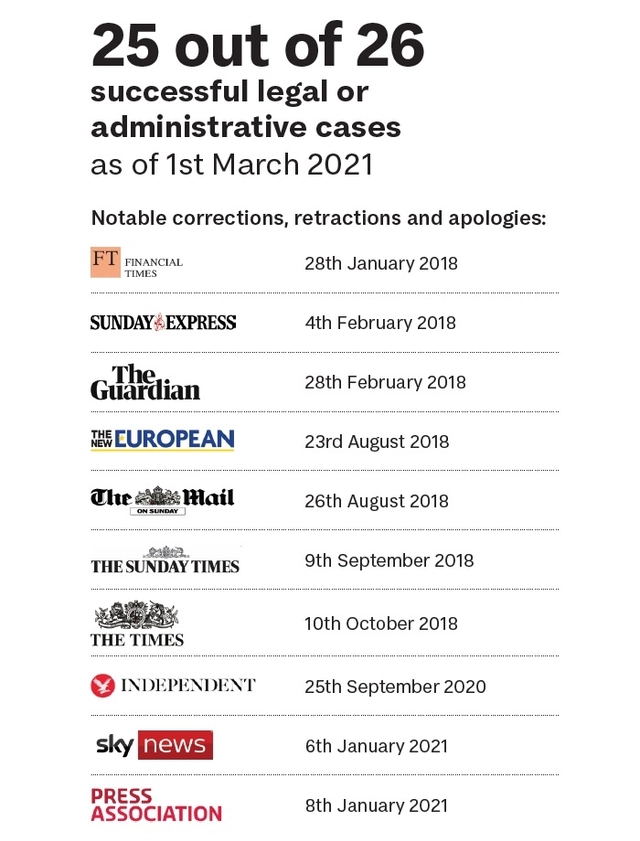 25 out of 26
successful legal or
administrative cases
as of 1st March 2021
Notable corrections, retractions and apologies:
FT FINANCIAL
TIMES
28th January 2018
SUNDAY EXPRESS
4th February 2018
The
Guardian
28th February 2018
THE
NEW EUROPEAN
23rd August 2018
The Mail
ON SUNDAY
26th August 2018
THE SUNDAY TIMES
9th September 2018
THE TIMES
10th October 2018
INDEPENDENT
25th September 2020
sky news
6th January 2021
PRESS
ASSOCIATION
8th January 2021